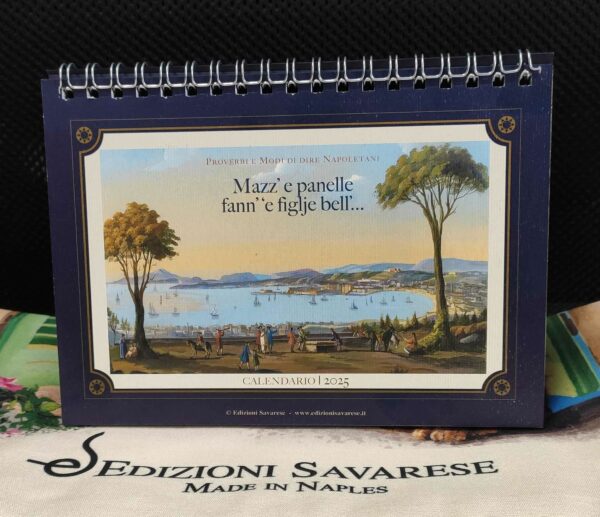 Proverbi e Modi di dire Napoletani
Mazz' e panelle
fann' 'e figlje bell'...
CALENDARIO | 2025
© Edizioni Savarese - www.edizionisavarese.it
EDIZIONI SAVARESE
MADE IN NAPLES